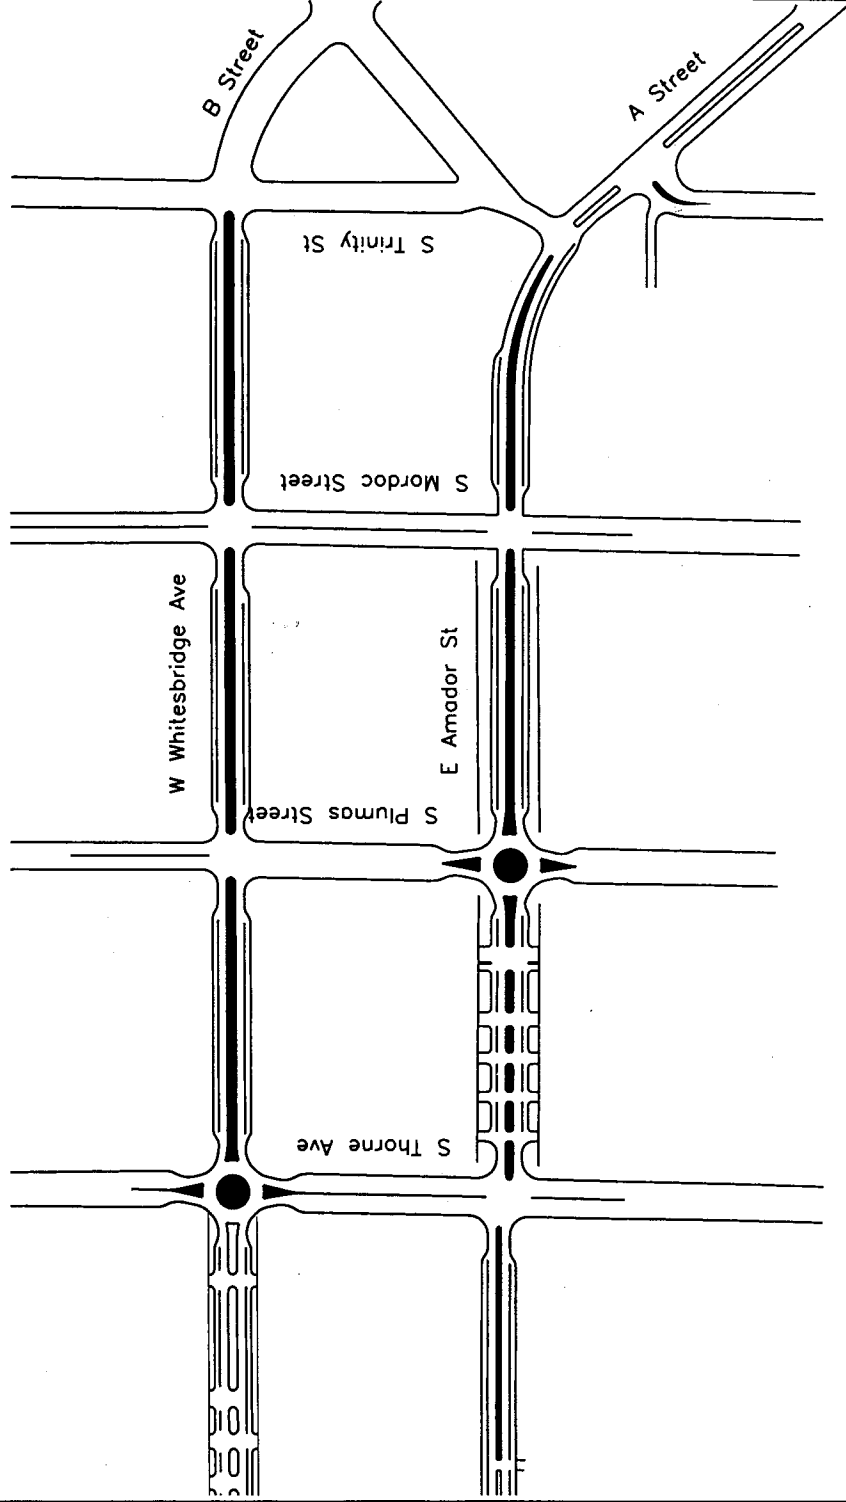 B Street
A Street
S Trinity St
S Mordoc Street
W Whitesbridge Ave
E Amador St
S Plumas Street
S Thorne Ave